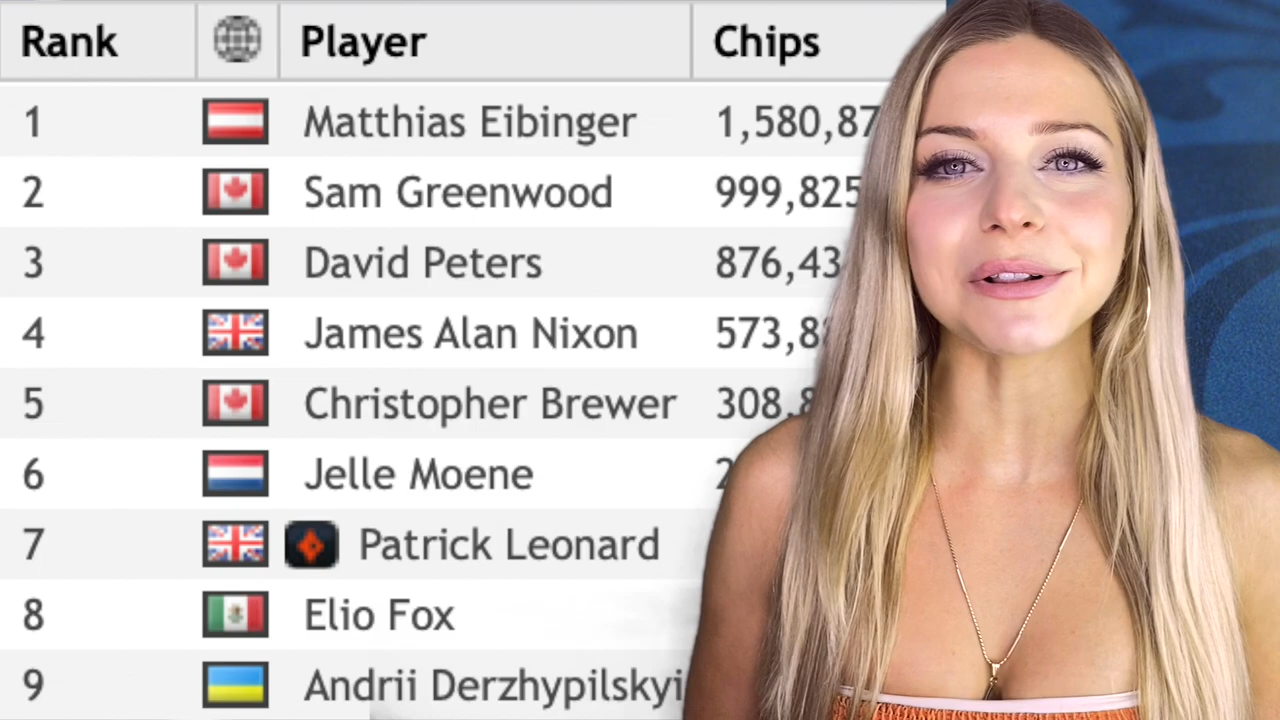 Rank Player Chips
1 Matthias Eibinger 1,580,87
2 Sam Greenwood 999,825
3 David Peters 876,43
4 James Alan Nixon 573,8
5 Christopher Brewer 308,8
6 Jelle Moene 2
7 Patrick Leonard
8 Elio Fox
9 Andrii Derzhypilskyi